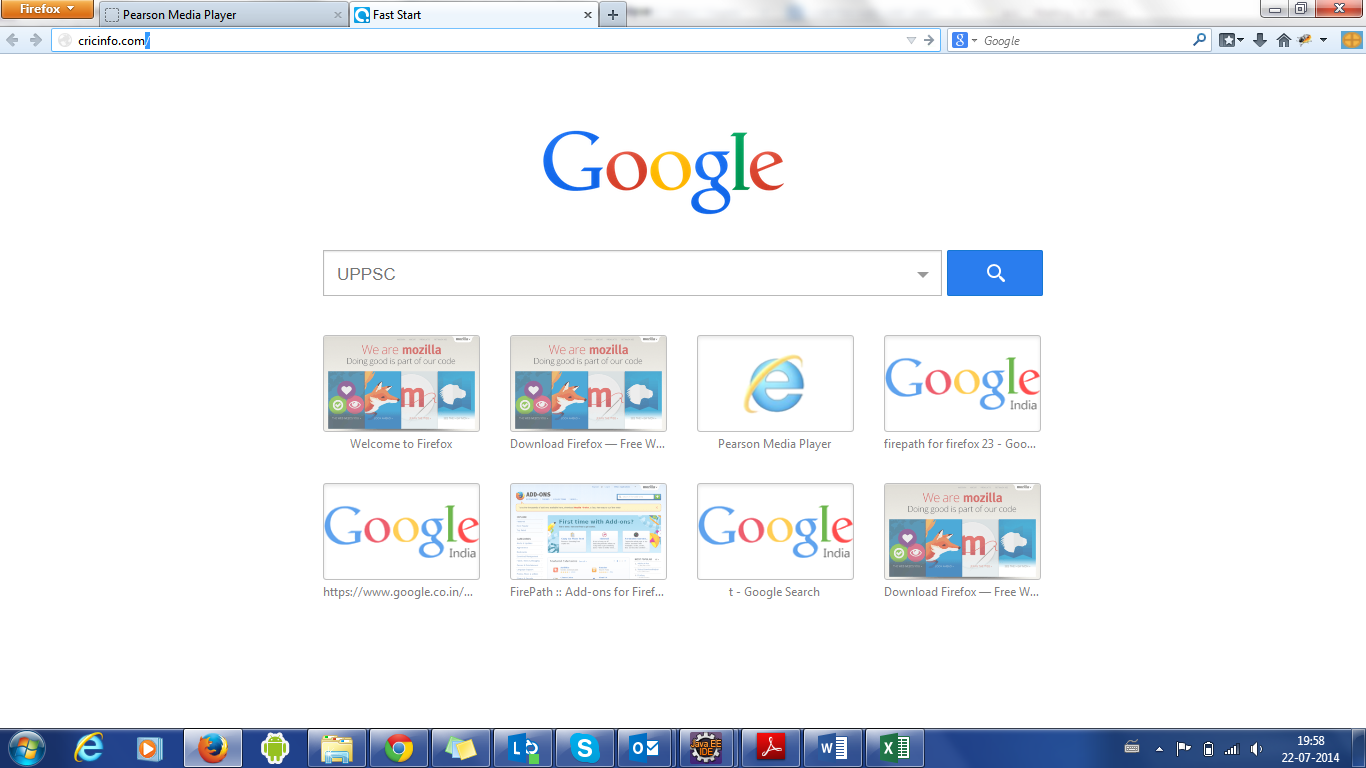 Firefox
Pearson Media Player
Fast Start
cricinfo.com/
Google
Google
UPPSC
We are mozilla
Doing good is part of our code
Welcome to Firefox
We are mozilla
Doing good is part of our code
Download Firefox — Free W...
Pearson Media Player
Google
India
firepath for firefox 23 - Goo...
Google
India
https://www.google.co.in/...
ADD-ONS
First time with Add-ons?
FirePath :: Add-ons for Firef...
Google
India
t - Google Search
We are mozilla
Doing good is part of our code
Download Firefox — Free W...
Java EE
IDE
19:58
22-07-2014